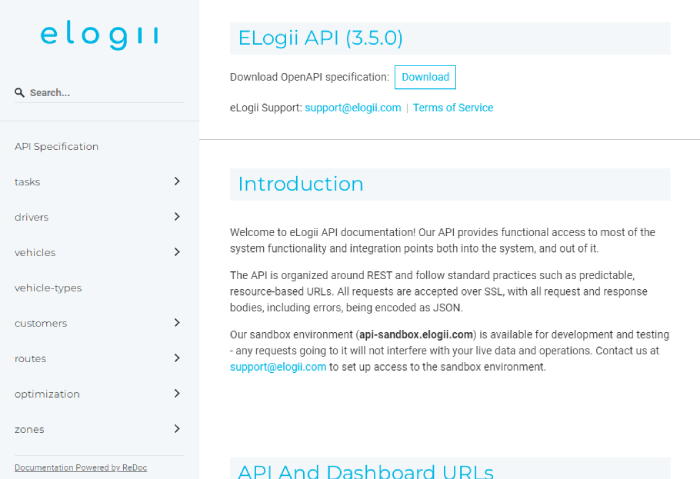 elogii
Search...
API Specification
tasks
drivers
vehicles
vehicle-types
customers
routes
optimization
zones
Documentation Powered by ReDoc
ELogii API (3.5.0)
Download OpenAPI specification: Download
eLogii Support: support@elogii.com | Terms of Service
Introduction
Welcome to eLogii API documentation! Our API provides functional access to most of the
system functionality and integration points both into the system, and out of it.
The API is organized around REST and follow standard practices such as predictable,
resource-based URLs. All requests are accepted over SSL, with all request and response
bodies, including errors, being encoded as JSON.
Our sandbox environment (api-sandbox.elogii.com) is available for development and testing
- any requests going to it will not interfere with your live data and operations. Contact us at
support@elogii.com to set up access to the sandbox environment.
API And Dashboard URLs